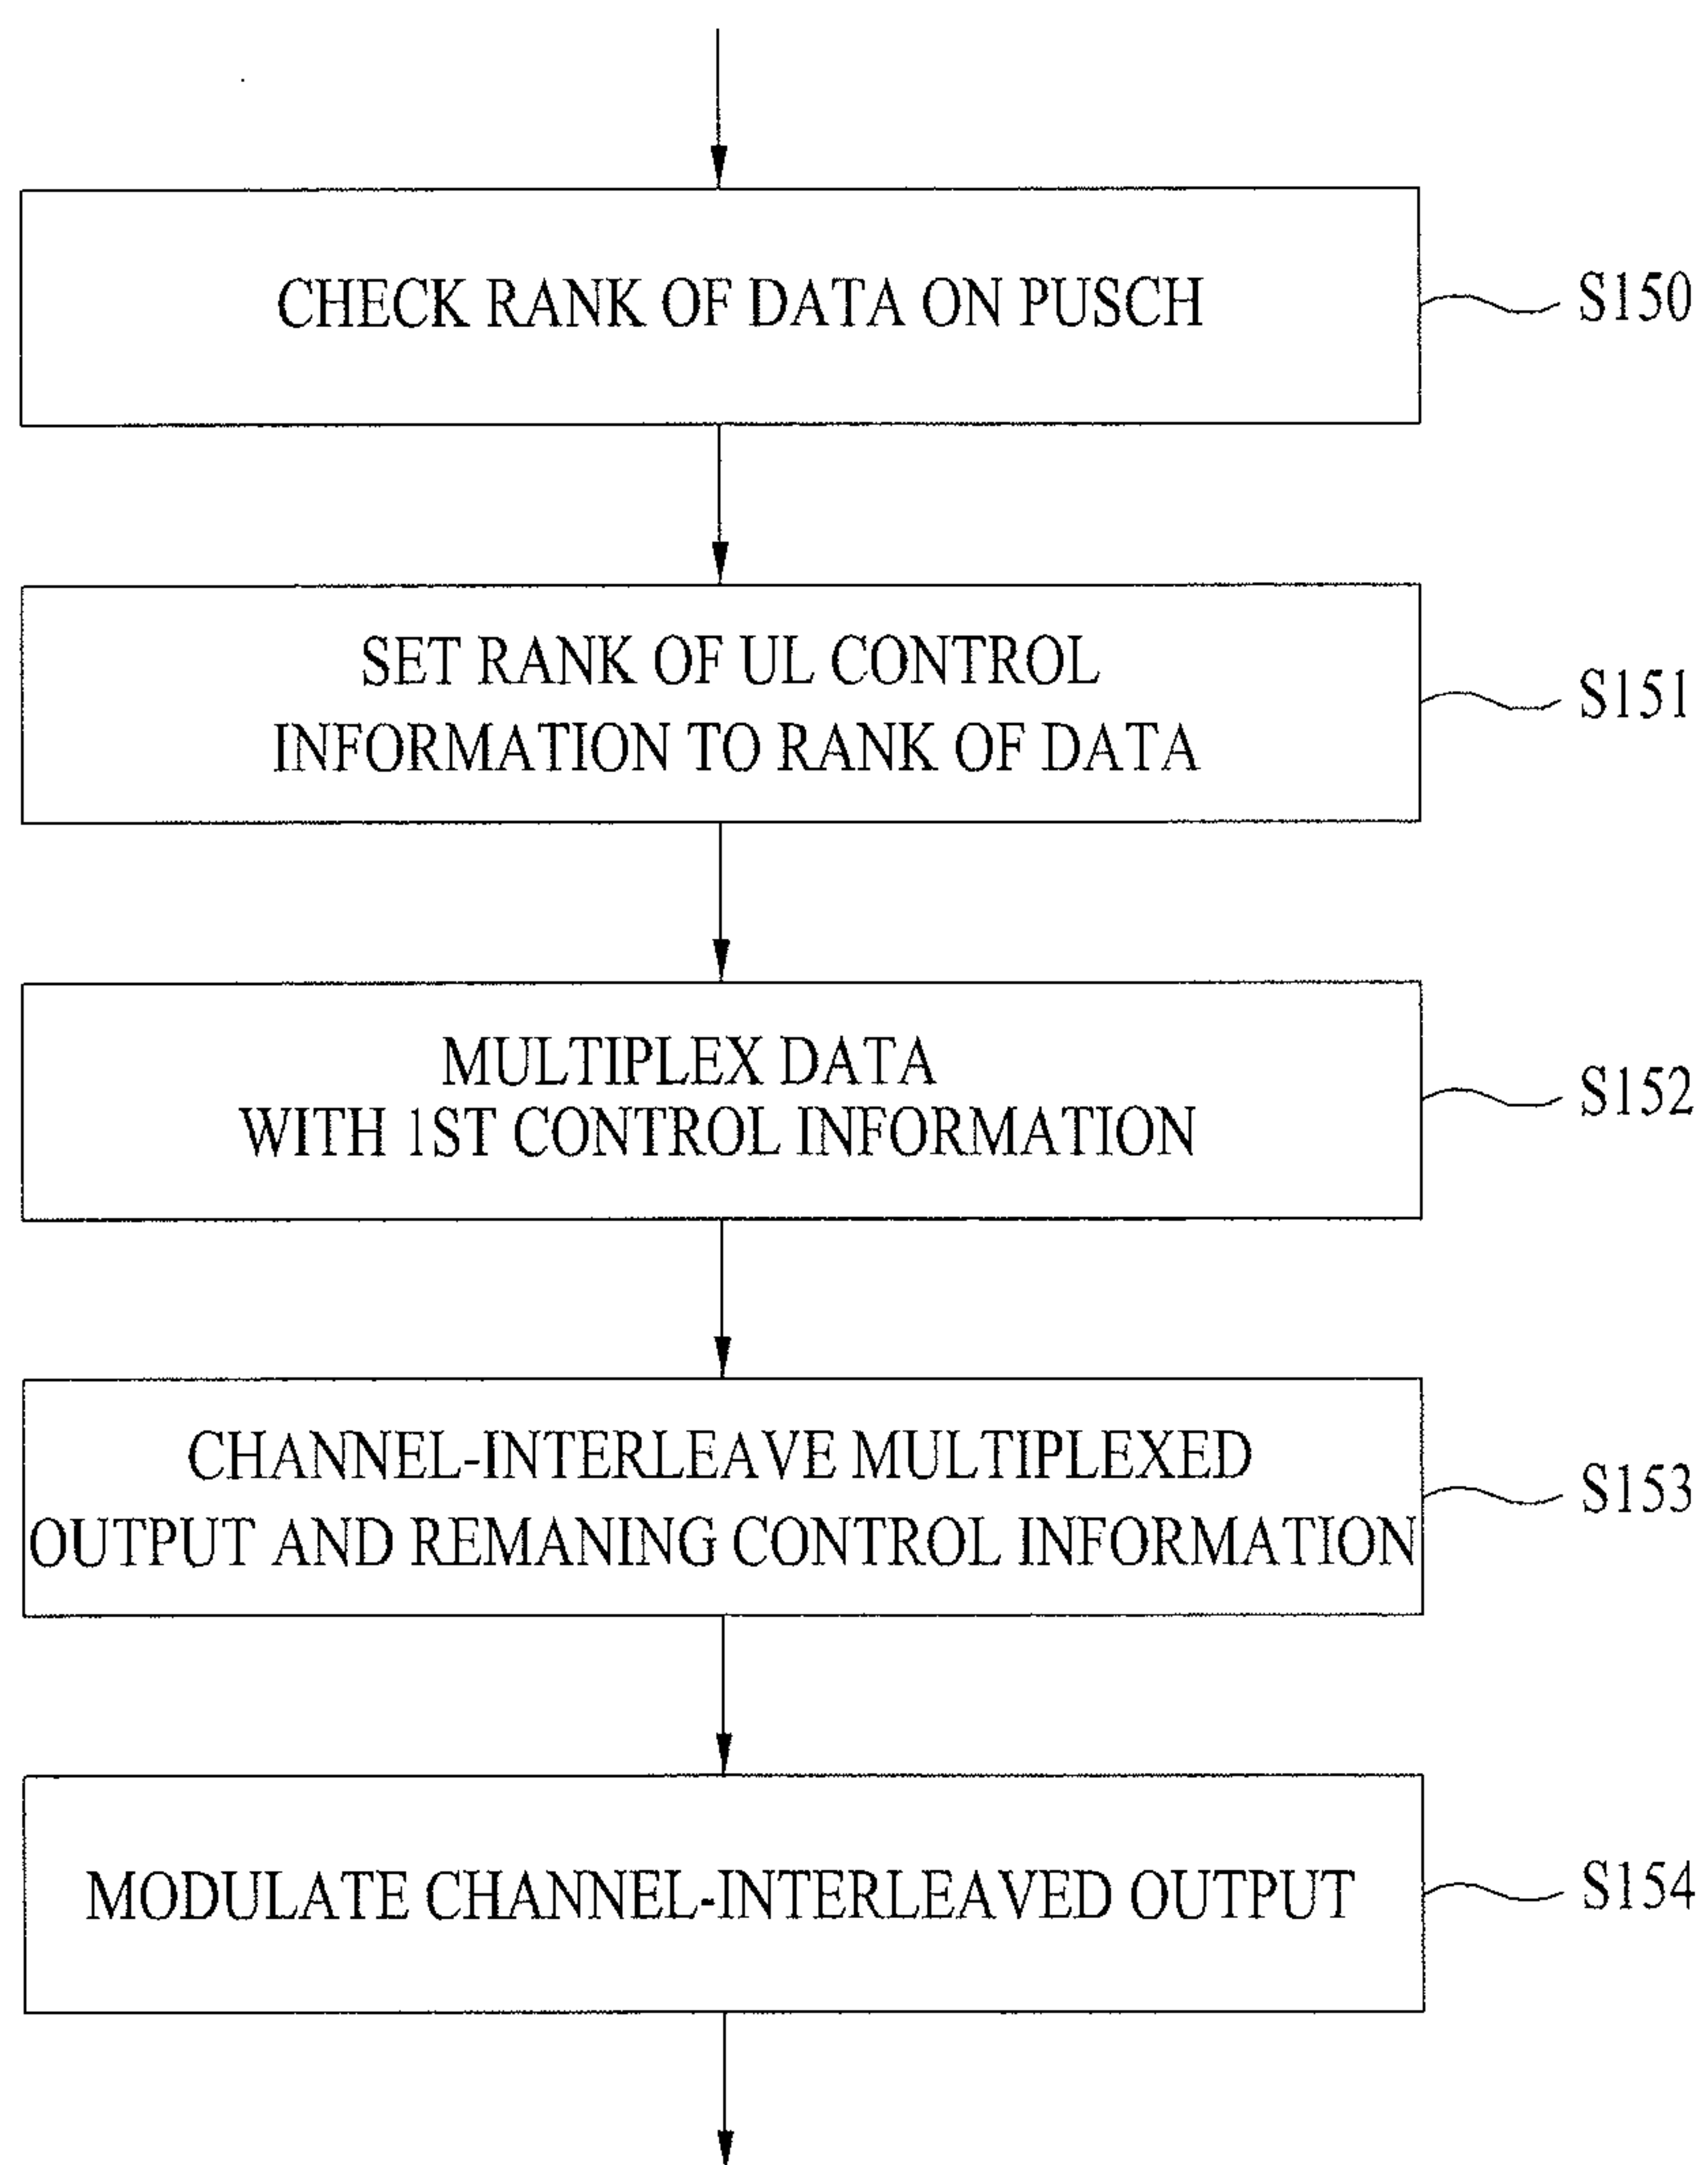 CHECK RANK OF DATA ON PUSCH
S150
SET RANK OF UL CONTROL
INFORMATION TO RANK OF DATA
S151
MULTIPLEX DATA
WITH 1ST CONTROL INFORMATION
S152
CHANNEL-INTERLEAVE MULTIPLEXED
OUTPUT AND REMANING CONTROL INFORMATION
S153
MODULATE CHANNEL-INTERLEAVED OUTPUT
S154